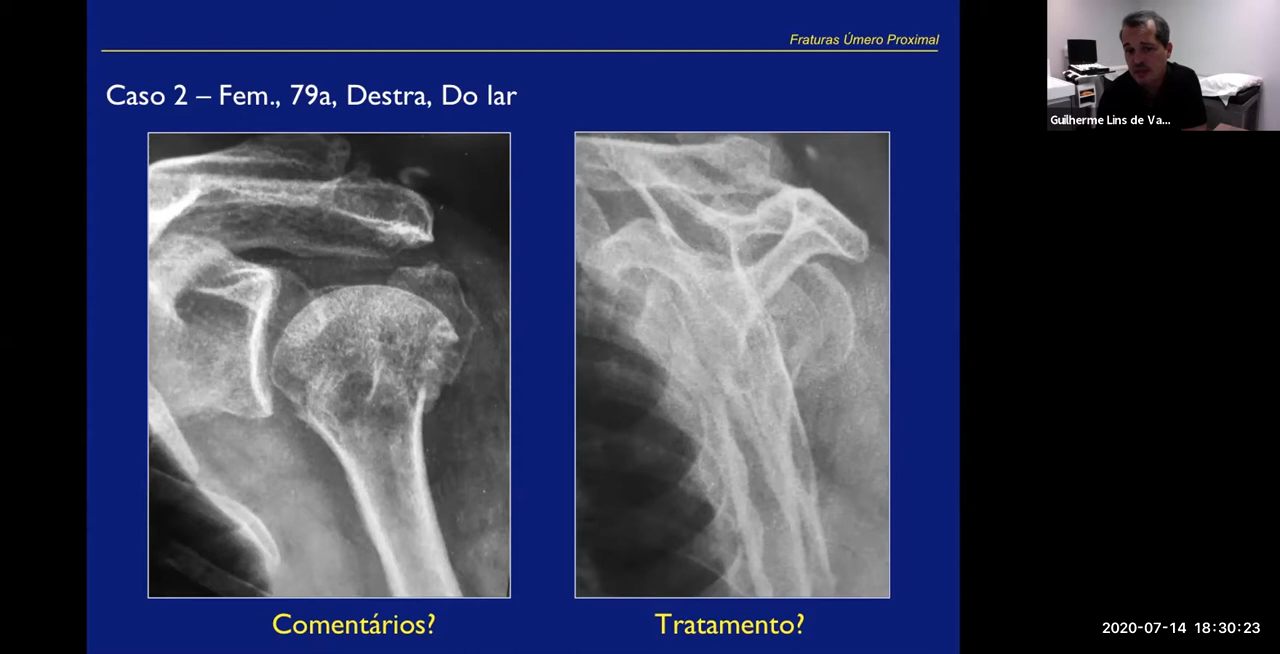 Fraturas Úmero Proximal
Caso 2 – Fem., 79a, Destra, Do lar
Comentários?
Tratamento?
Guilherme Lins de Va...
2020-07-14 18:30:23